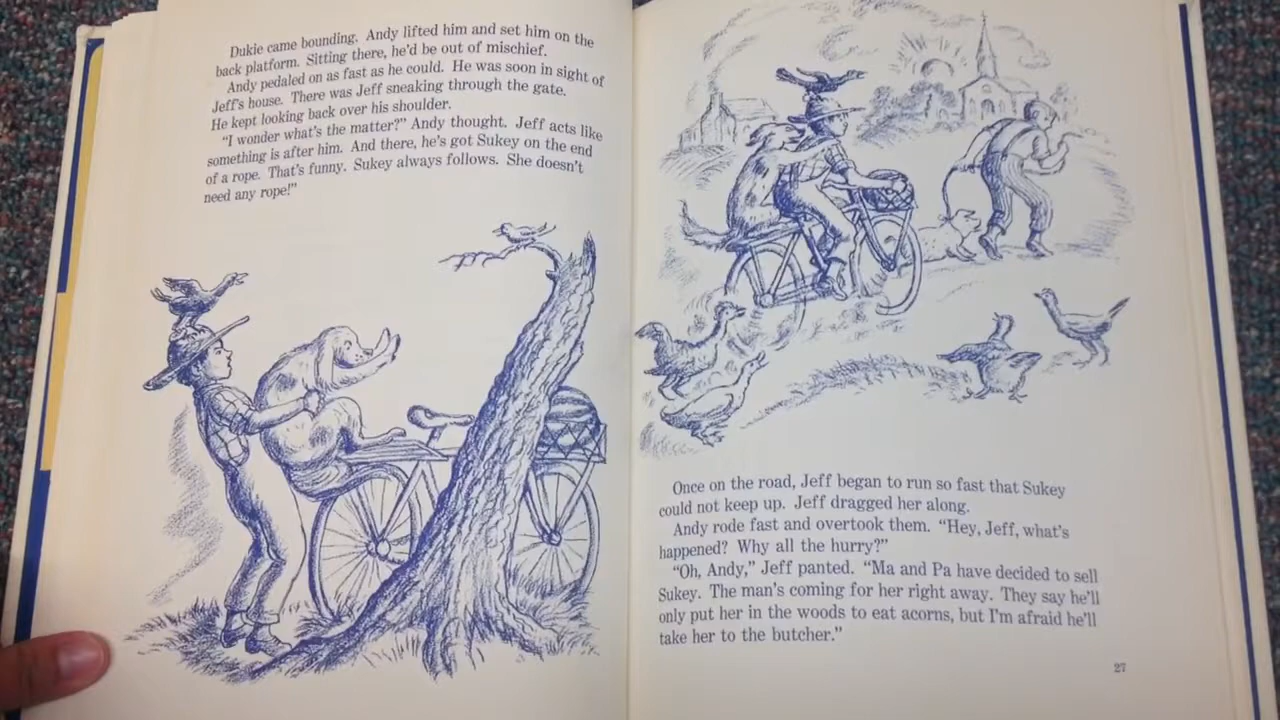 Dukie came bounding. Andy lifted him and set him on the
back platform. Sitting there, he'd be out of mischief.
Andy pedaled on as fast as he could. He was soon in sight of
Jeff's house. There was Jeff sneaking through the gate.
He kept looking back over his shoulder.
"I wonder what's the matter?" Andy thought. Jeff acts like
something is after him. And there, he's got Sukey on the end
of a rope. That's funny. Sukey always follows. She doesn't
need any rope!"
Once on the road, Jeff began to run so fast that Sukey
could not keep up. Jeff dragged her along.
Andy rode fast and overtook them. "Hey, Jeff, what's
happened? Why all the hurry?"
"Oh, Andy," Jeff panted. "Ma and Pa have decided to sell
Sukey. The man's coming for her right away. They say he'll
only put her in the woods to eat acorns, but I'm afraid he'll
take her to the butcher."
27